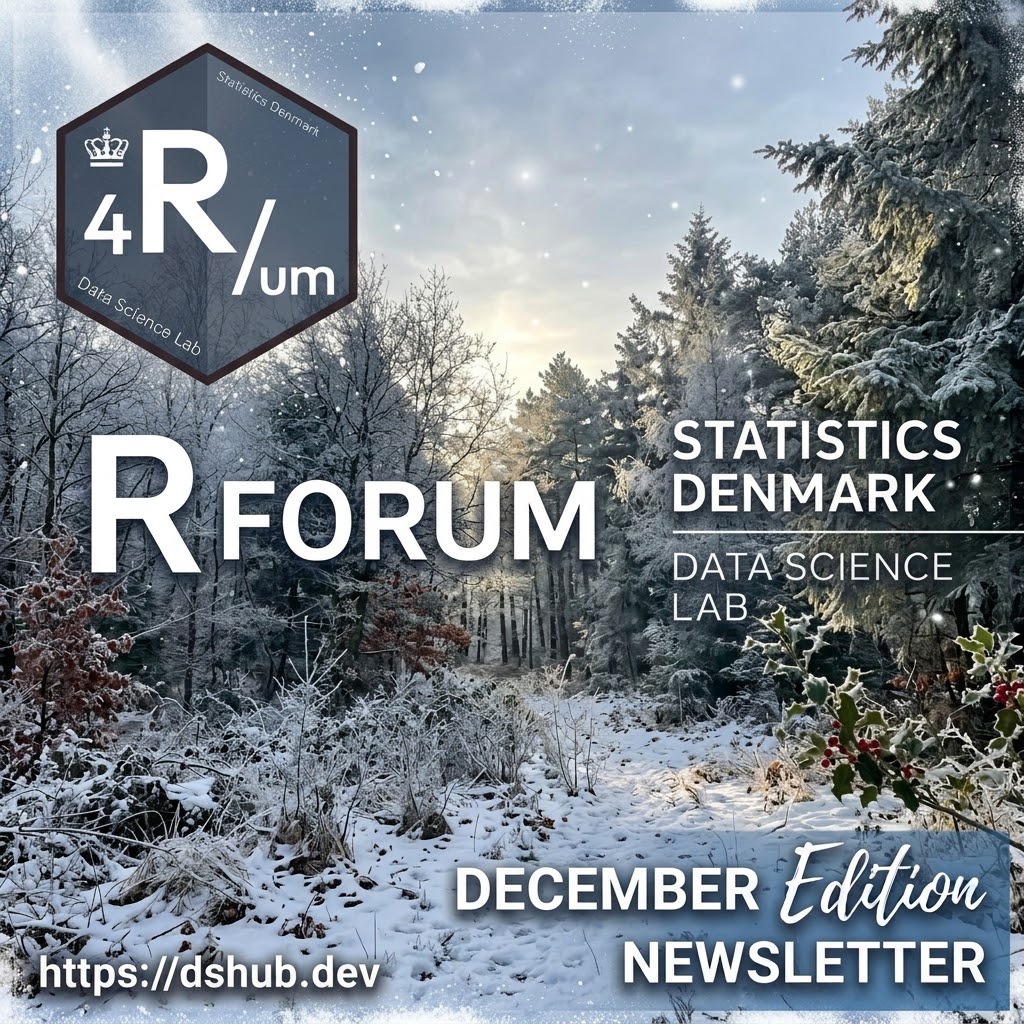 Statistics Denmark
4R/um
Data Science Lab
R FORUM
STATISTICS
DENMARK
DATA SCIENCE
LAB
DECEMBER Edition
NEWSLETTER
https://dshub.dev